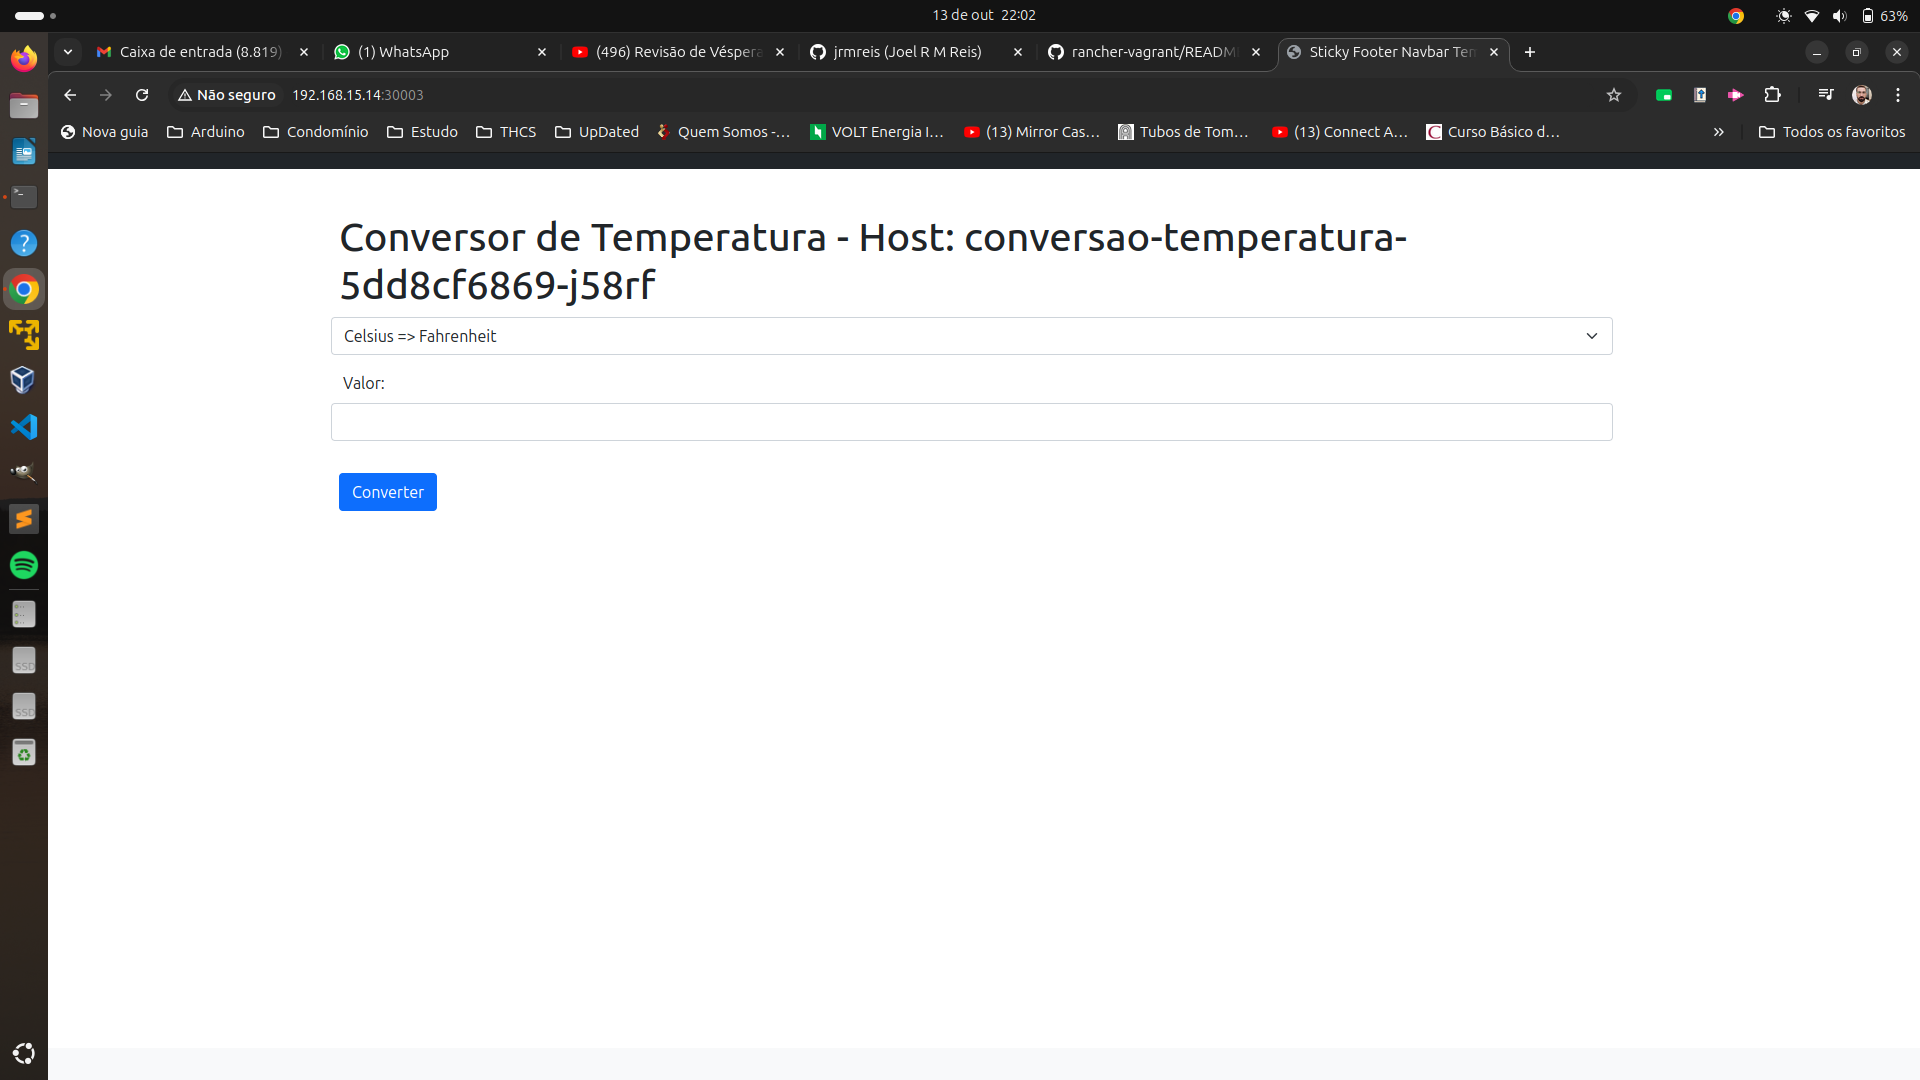 13 de out 22:02
63%
Caixa de entrada (8.819)
(1) WhatsApp
(496) Revisão de Véspera
jrmreis (Joel R M Reis)
rancher-vagrant/READM
Sticky Footer Navbar Tem
Não seguro
192.168.15.14:30003
Nova guia
Arduino
Condomínio
Estudo
THCS
UpDated
Quem Somos -...
VOLT Energia I...
(13) Mirror Cas...
Tubos de Tom...
(13) Connect A...
Curso Básico d...
»
Todos os favoritos
Conversor de Temperatura - Host: conversao-temperatura-
5dd8cf6869-j58rf
Celsius => Fahrenheit
Valor:
Converter
SSD
SSD